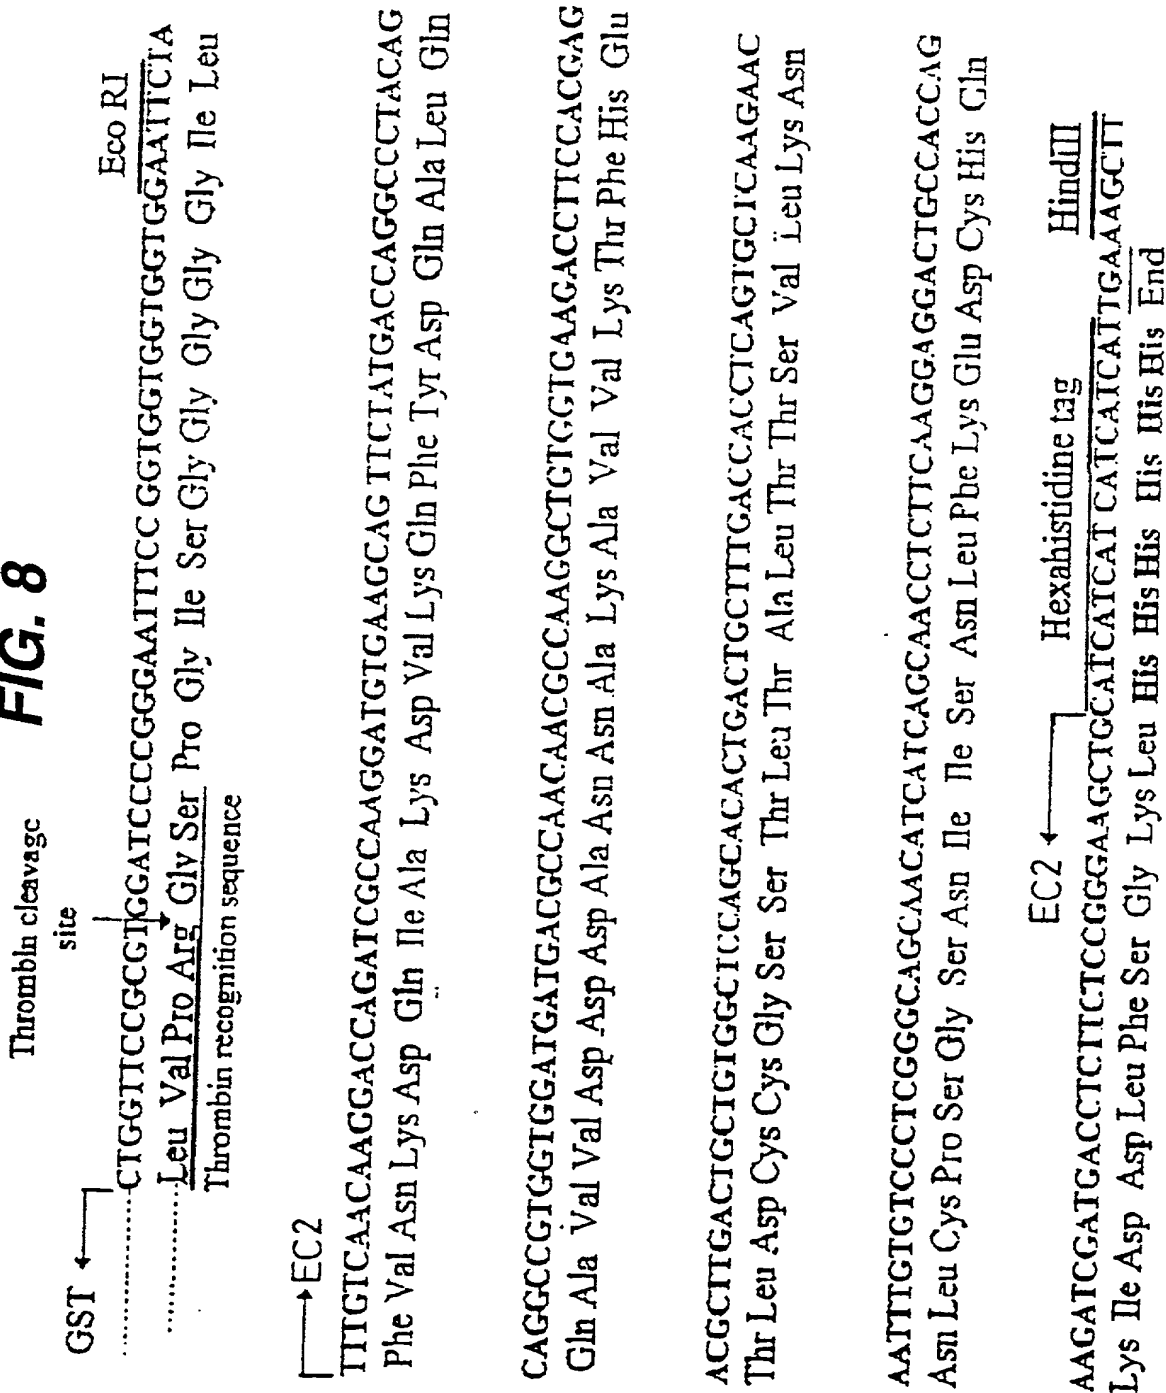 FIG. 8
Thrombin cleavage
site
GST
Eco RI
CTGGTTCCGCGTGGATCCCCGGGAATTTCC GGTGGTGGTGGTGGAATTCTA
Leu Val Pro Arg Gly Ser Pro Gly Ile Ser Gly Gly Gly Gly Gly Ile Leu
Thrombin recognition sequence
EC2
TTTGTCAACAAGGACCAGATCGCCAAGGATGTGAAGCAG TTCTATGACCAGGCCCTACAG
Phe Val Asn Lys Asp Gln Ile Ala Lys Asp Val Lys Gln Phe Tyr Asp Gln Ala Leu Gln
CAGGCCGTGGTGGATGATGACGCCAACAACGCCAAGGCTGTGGTGAAGACCTTCCACGAG
Gln Ala Val Val Asp Asp Asp Ala Asn Asn Ala Lys Ala Val Val Lys Thr Phe His Glu
ACGCTTGACTGCTGTGGCTCCAGCACACTGACTGCTTTGACCACCTCAGTGCTCAAGAAC
Thr Leu Asp Cys Cys Gly Ser Ser Thr Leu Thr Ala Leu Thr Thr Ser Val Leu Lys Asn
AATTTGTGTCCCTCGGGCAGCAACATCATCAGCAACCTCTTCAAGGAGGACTGCCACCAG
Asn Leu Cys Pro Ser Gly Ser Asn Ile Ile Ser Asn Leu Phe Lys Glu Asp Cys His Gln
EC2
Hexahistidine tag
HindIII
AAGATCGATGACCTCTTCTCCGGGAAGCTGCATCATCAT CATCATCATTGAAAGCTT
Lys Ile Asp Asp Leu Phe Ser Gly Lys Leu His His His His His His End